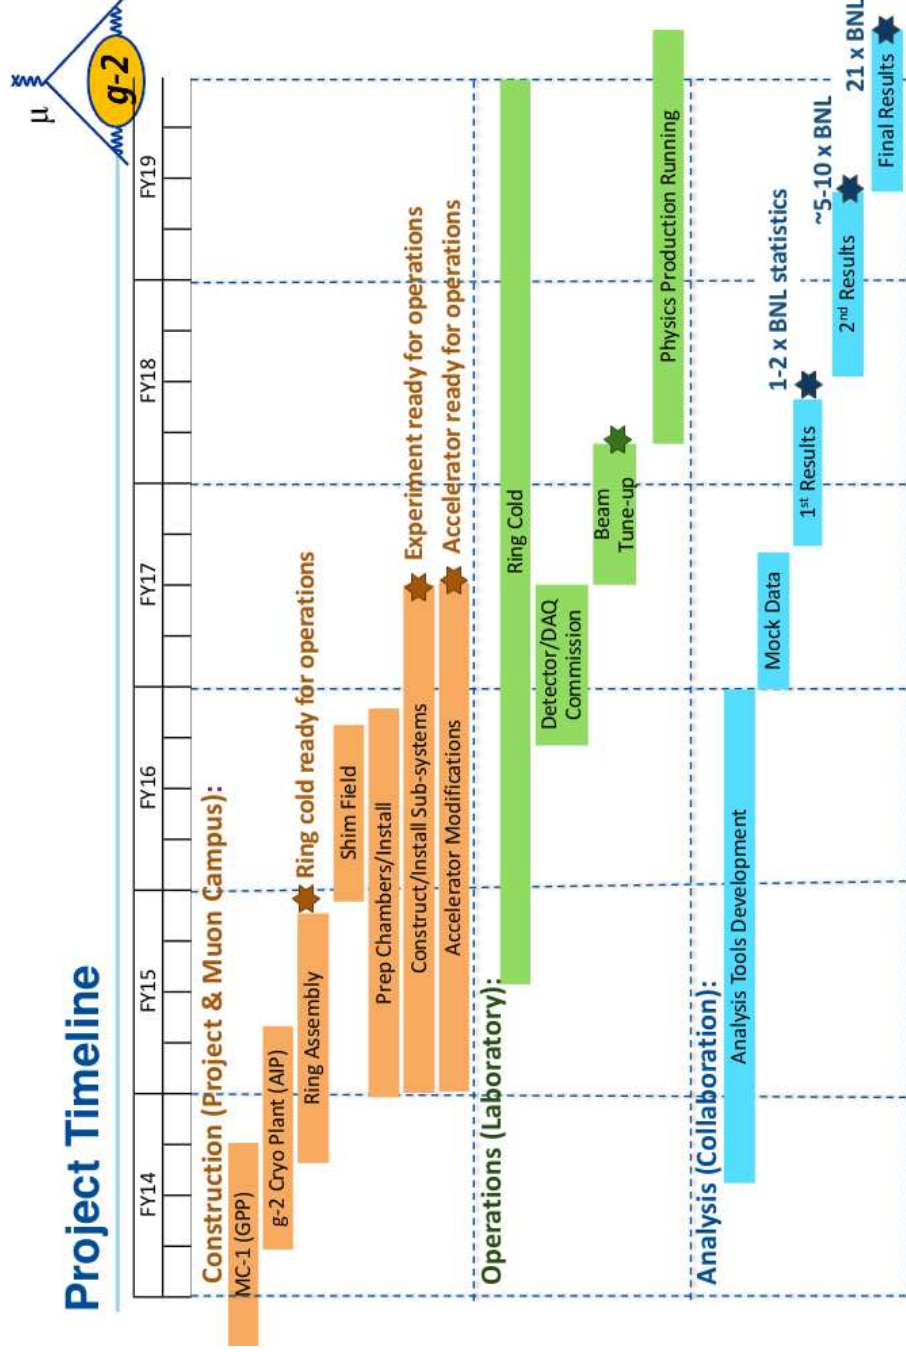 Project Timeline
μ
g-2
FY14 FY15 FY16 FY17 FY18 FY19
Construction (Project & Muon Campus):
MC-1 (GPP)
g-2 Cryo Plant (AIP)
Ring Assembly
Ring cold ready for operations
Shim Field
Prep Chambers/Install
Construct/Install Sub-systems
Experiment ready for operations
Accelerator Modifications
Accelerator ready for operations
Operations (Laboratory):
Ring Cold
Detector/DAQ
Commission
Beam
Tune-up
Physics Production Running
Analysis (Collaboration):
Analysis Tools Development
Mock Data
1st Results
1-2 x BNL statistics
2nd Results
~5-10 x BNL
Final Results
21 x BNL